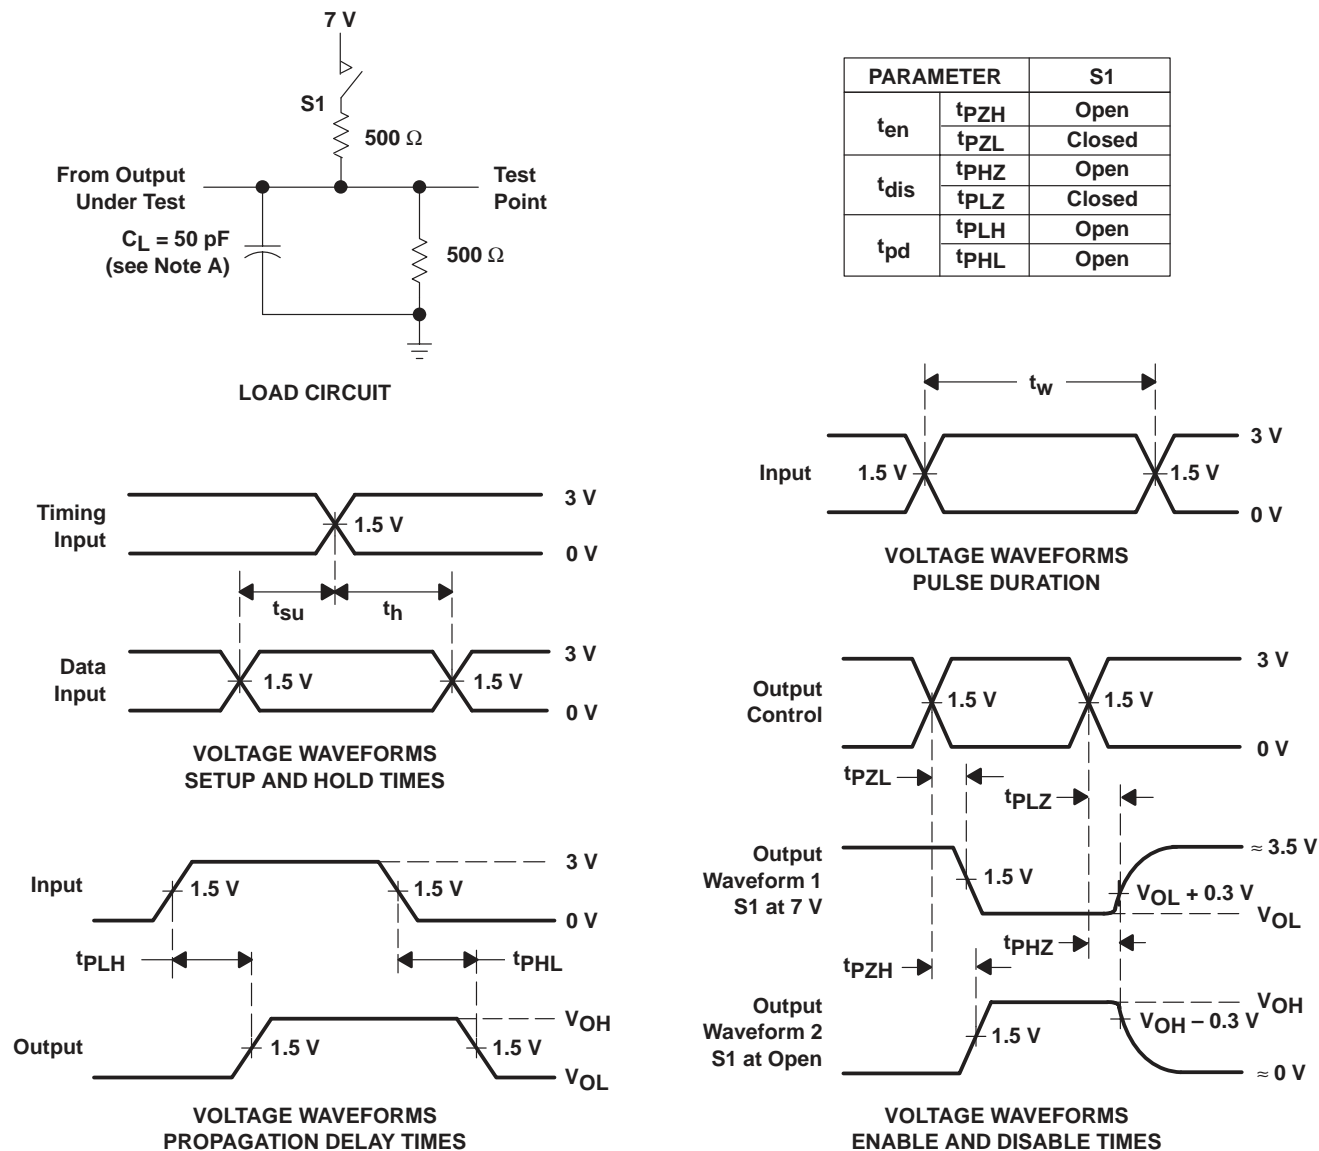 7 V
S1
500 Ω
From Output
Under Test
Test
Point
CL = 50 pF
(see Note A)
500 Ω
LOAD CIRCUIT
PARAMETER S1
ten tPZH Open
tPZL Closed
tdis tPHZ Open
tPLZ Closed
tpd tPLH Open
tPHL Open
tw
Input
1.5 V
1.5 V
3 V
0 V
VOLTAGE WAVEFORMS
PULSE DURATION
Timing
Input
1.5 V
3 V
0 V
tsu
th
Data
Input
1.5 V
1.5 V
3 V
0 V
VOLTAGE WAVEFORMS
SETUP AND HOLD TIMES
Input
1.5 V
1.5 V
3 V
0 V
tPLH
tPHL
Output
1.5 V
1.5 V
VOH
VOL
VOLTAGE WAVEFORMS
PROPAGATION DELAY TIMES
Output
Control
1.5 V
1.5 V
3 V
0 V
tPZL
tPLZ
Output
Waveform 1
S1 at 7 V
1.5 V
≈ 3.5 V
VOL + 0.3 V
VOL
tPHZ
tPZH
Output
Waveform 2
S1 at Open
1.5 V
VOH
VOH – 0.3 V
≈ 0 V
VOLTAGE WAVEFORMS
ENABLE AND DISABLE TIMES